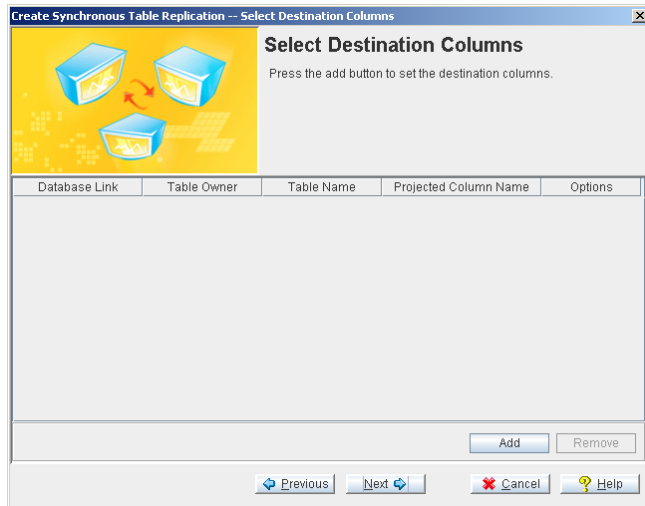 Create Synchronous Table Replication -- Select Destination Columns
Select Destination Columns
Press the add button to set the destination columns.
Database Link Table Owner Table Name Projected Column Name Options
Add Remove
Previous Next Cancel Help